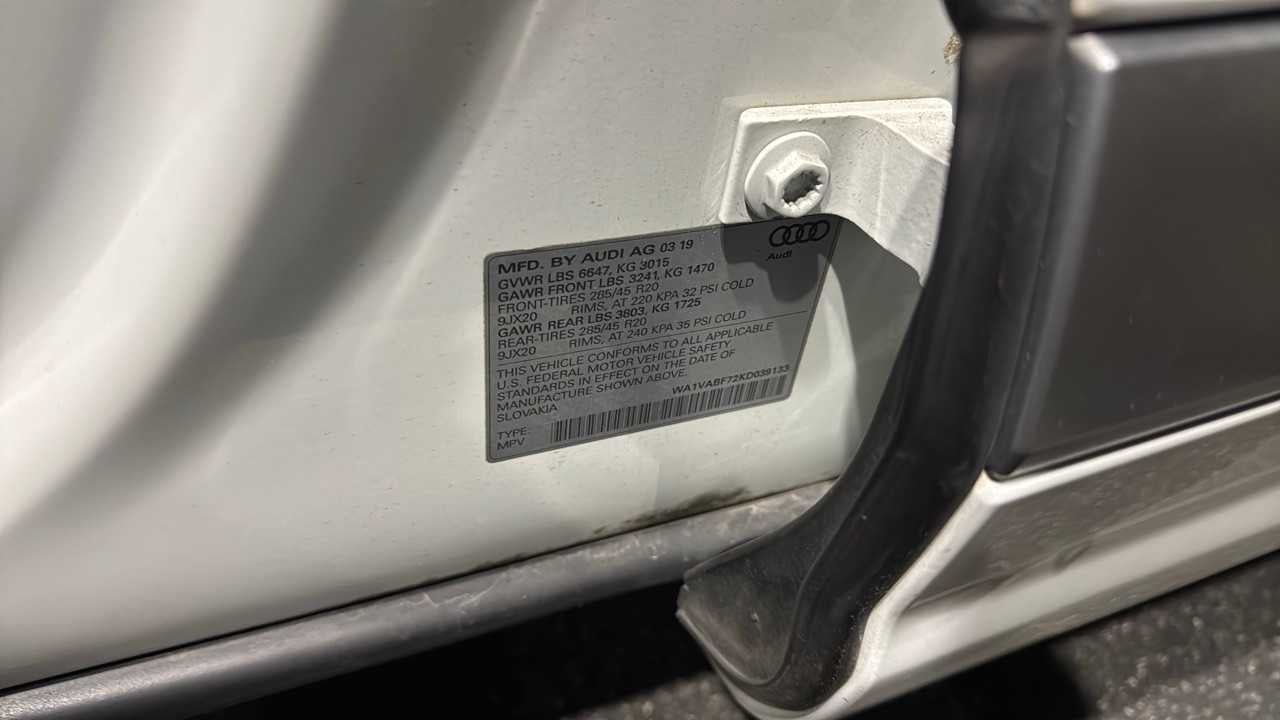 MFD. BY AUDI AG 03 19
Audi
GVWR LBS 6647, KG 3015
GAWR FRONT LBS 3241, KG 1470
FRONT-TIRES 285/45 R20
9JX20 RIMS, AT 220 KPA 32 PSI COLD
GAWR REAR LBS 3803, KG 1725
REAR-TIRES 285/45 R20
9JX20 RIMS, AT 240 KPA 35 PSI COLD
THIS VEHICLE CONFORMS TO ALL APPLICABLE
U.S. FEDERAL MOTOR VEHICLE SAFETY
STANDARDS IN EFFECT ON THE DATE OF
MANUFACTURE SHOWN ABOVE.
SLOVAKIA
WA1VABF72KD039133
TYPE:
MPV